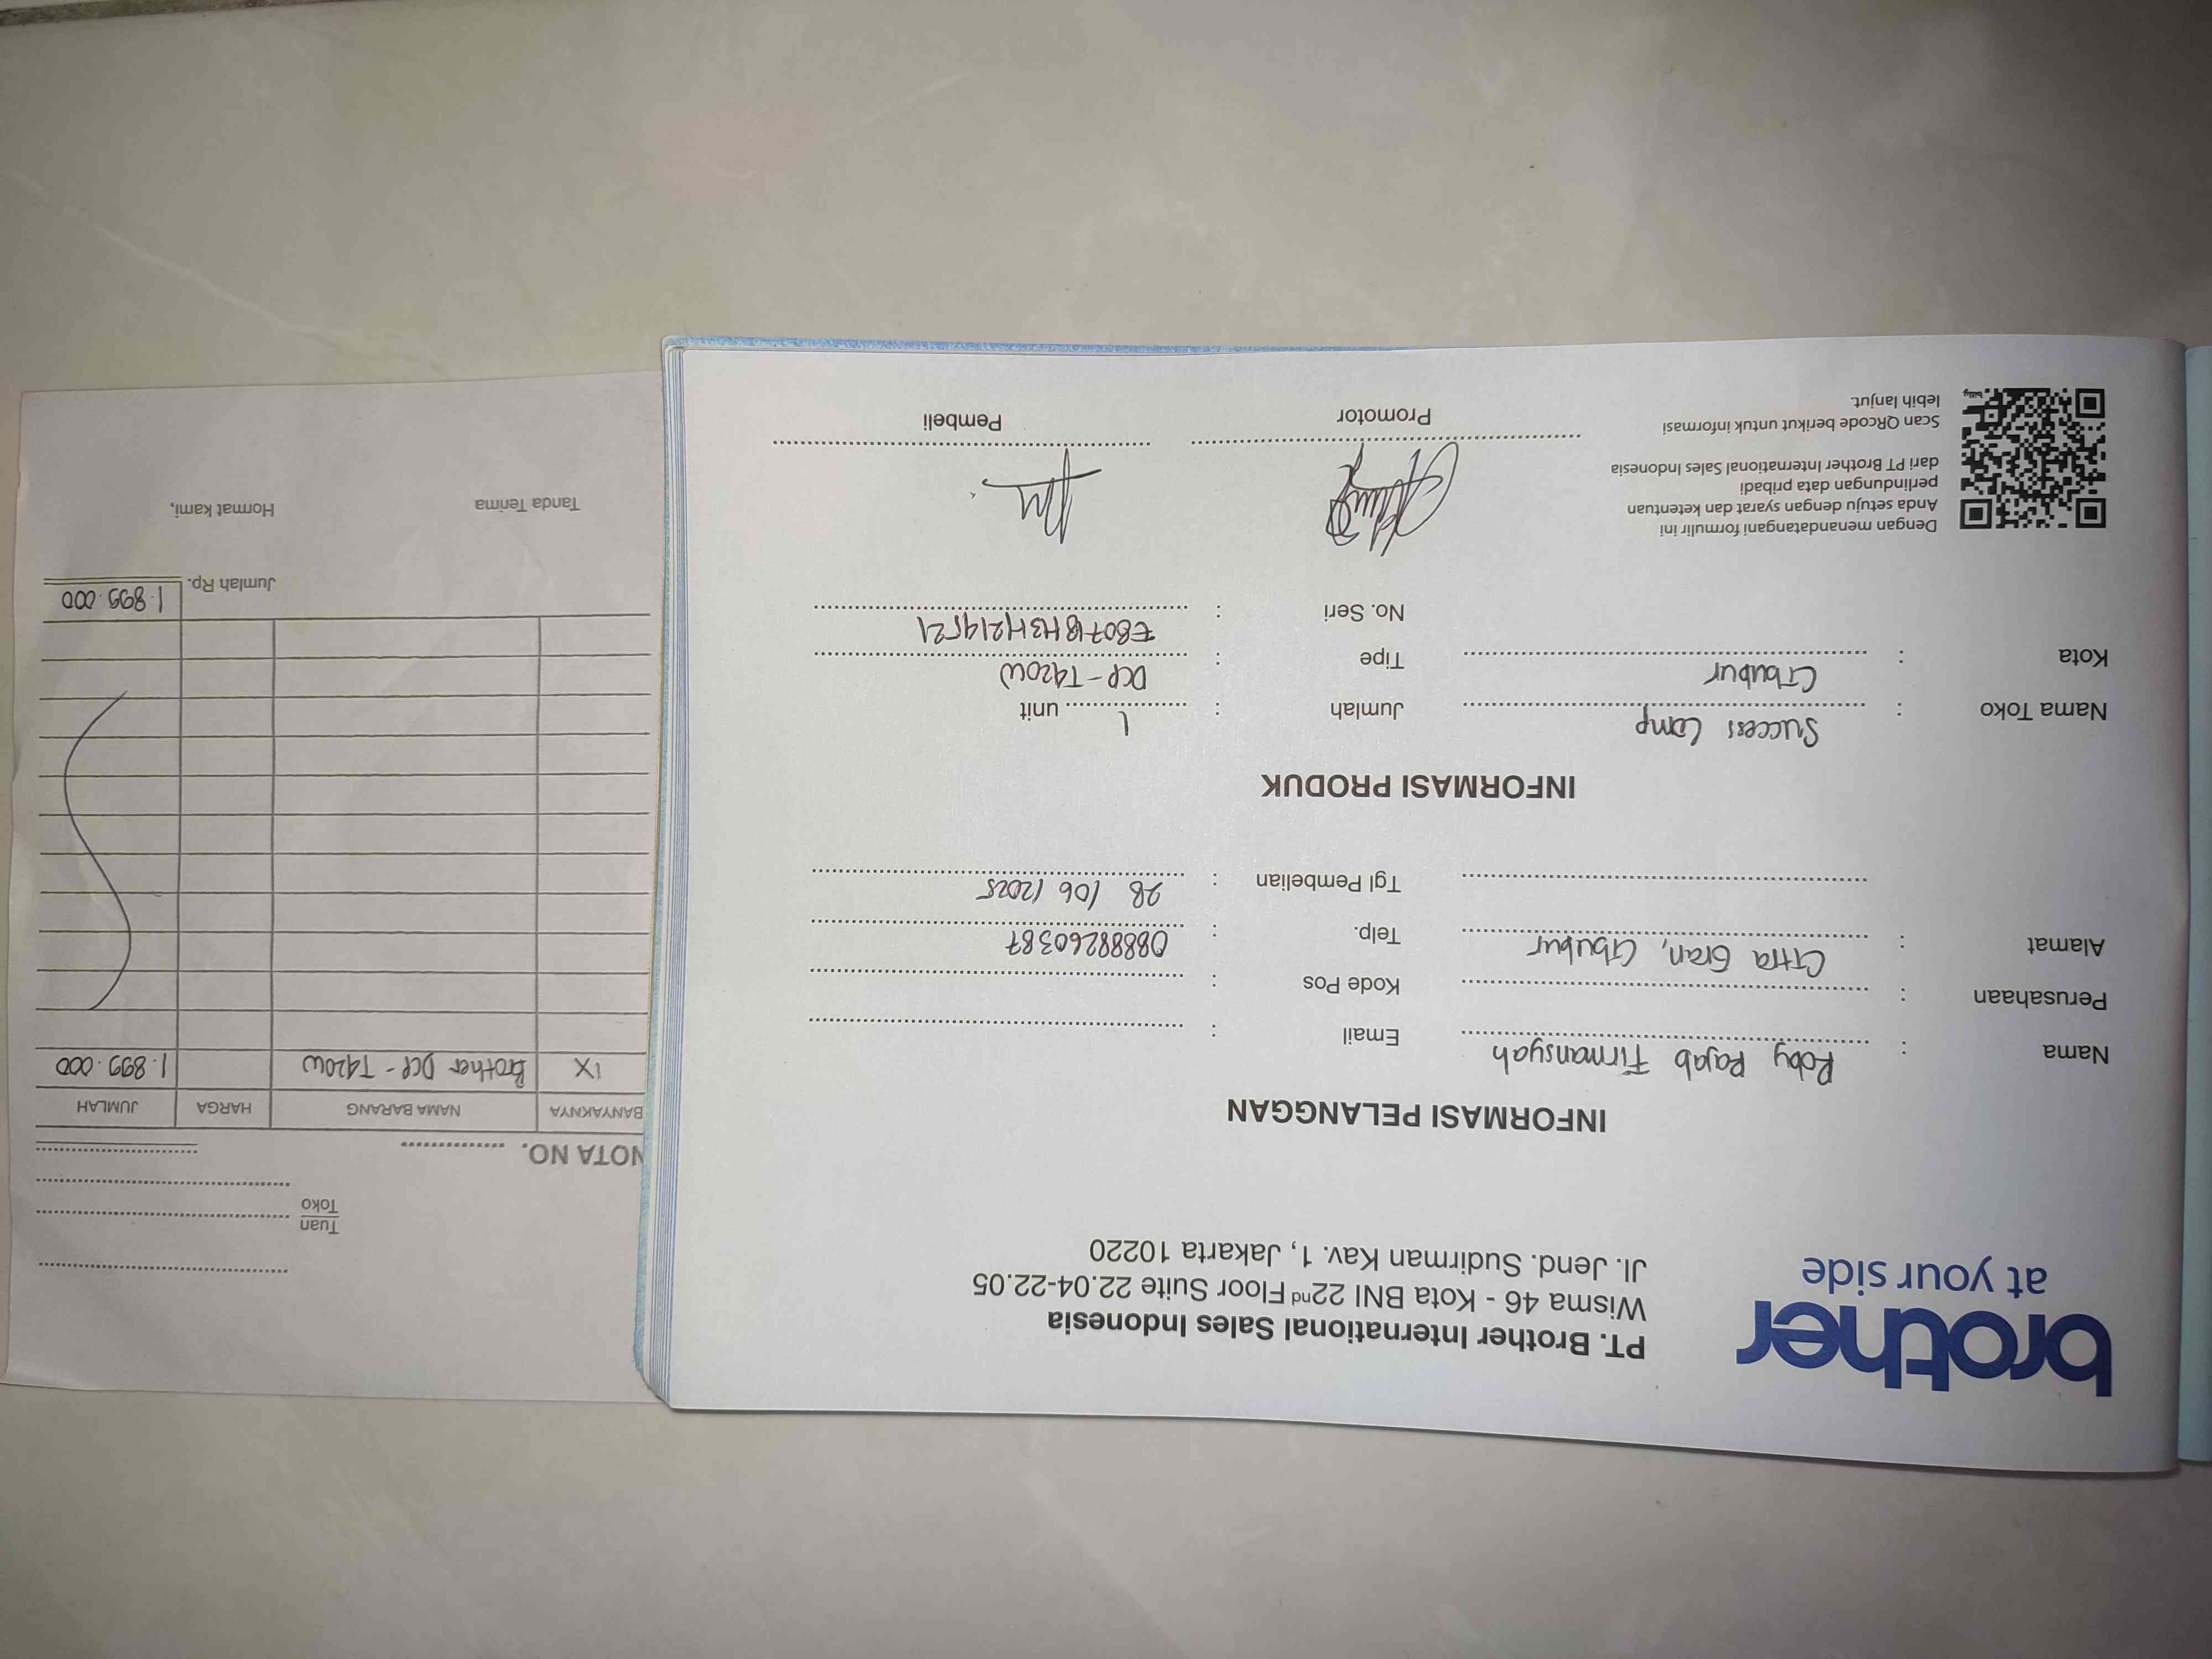 brother
at your side
PT. Brother International Sales Indonesia
Wisma 46 - Kota BNI 22nd Floor Suite 22.04-22.05
Jl. Jend. Sudirman Kav. 1, Jakarta 10220
INFORMASI PELANGGAN
Nama : Roby Rajab Firmansyah
Perusahaan :
Alamat : Citra Gran, Cibubur
Email :
Kode Pos :
Telp. : 08888260387
Tgl Pembelian : 28 / 06 / 2025
INFORMASI PRODUK
Nama Toko : Success Comp
Kota : Cibubur
Jumlah : 1 unit
Tipe : DCP-T420W
No. Seri : E80718H3H214521
Dengan menandatangani formulir ini
Anda setuju dengan syarat dan ketentuan
perlindungan data pribadi
dari PT Brother International Sales Indonesia
Scan QRcode berikut untuk informasi
lebih lanjut.
Promotor
Pembeli
Tuan
Toko
NOTA NO.
BANYAKNYA NAMA BARANG HARGA JUMLAH
1X Brother DCP-T420W 1.899.000
Jumlah Rp. 1.899.000
Tanda Terima Hormat kami,